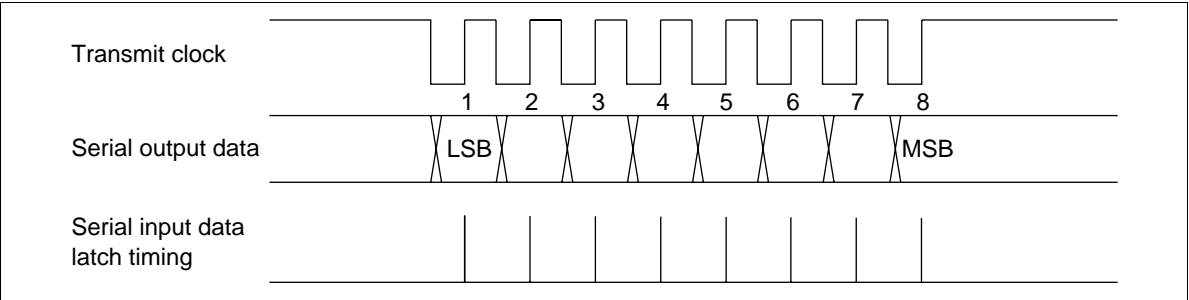 Transmit clock
1 2 3 4 5 6 7 8
Serial output data
LSB
MSB
Serial input data
latch timing